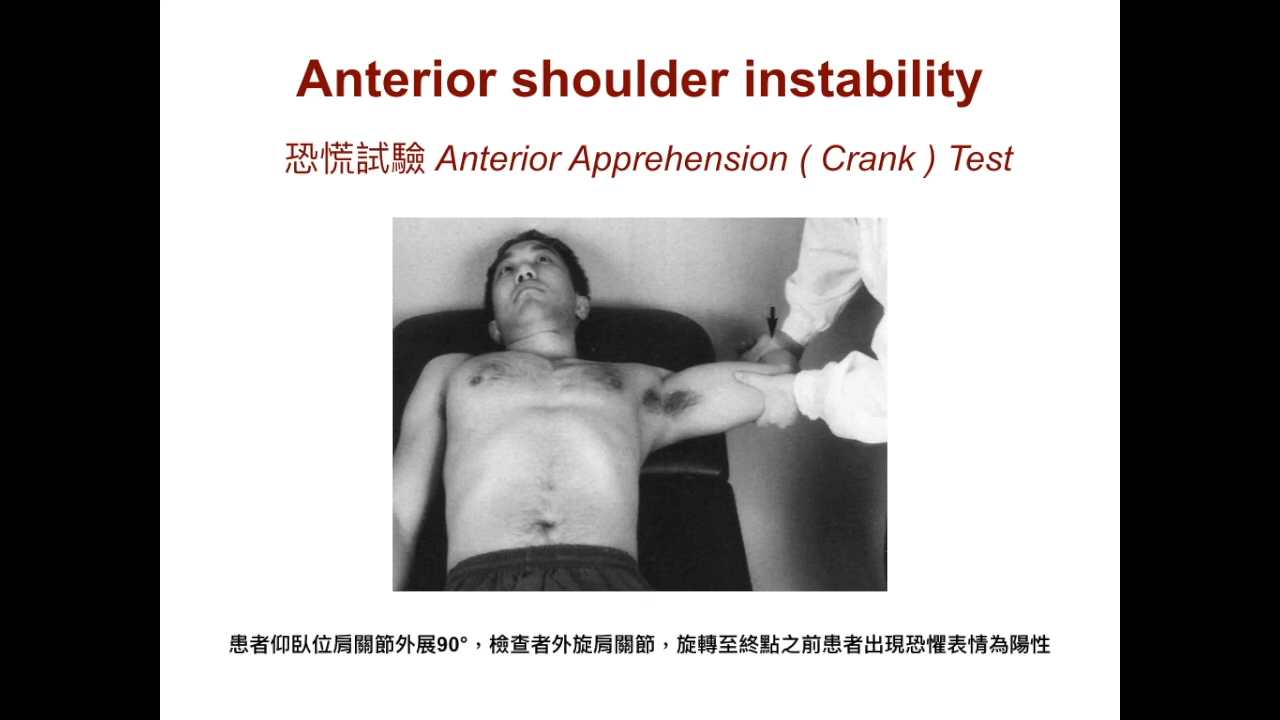 Anterior shoulder instability
恐慌試驗 Anterior Apprehension ( Crank ) Test
患者仰臥位肩關節外展90°，檢查者外旋肩關節，旋轉至終點之前患者出現恐懼表情為陽性